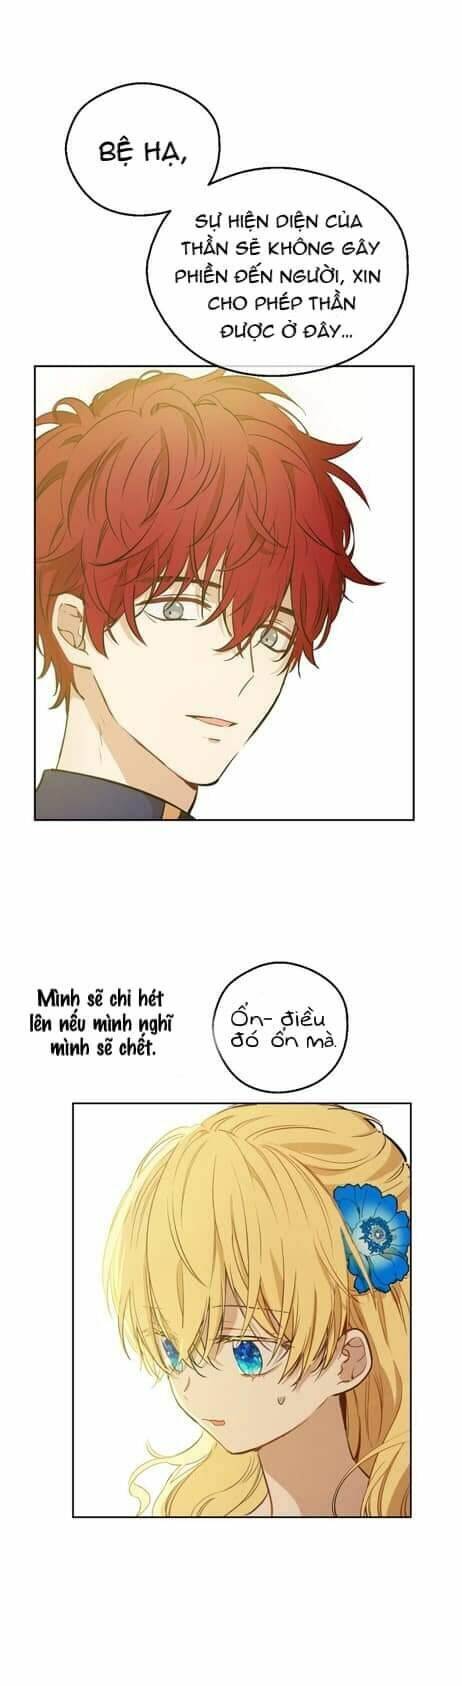 BỆ HẠ,
SỰ HIỆN DIỆN CỦA
THẦN SẼ KHÔNG GÂY
PHIỀN ĐẾN NGƯỜI, XIN
CHO PHÉP THẦN
ĐƯỢC Ở ĐÂY...
Mình sẽ chỉ hét
lên nếu mình nghĩ
mình sẽ chết.
Ổn- điều
đó ổn mà.